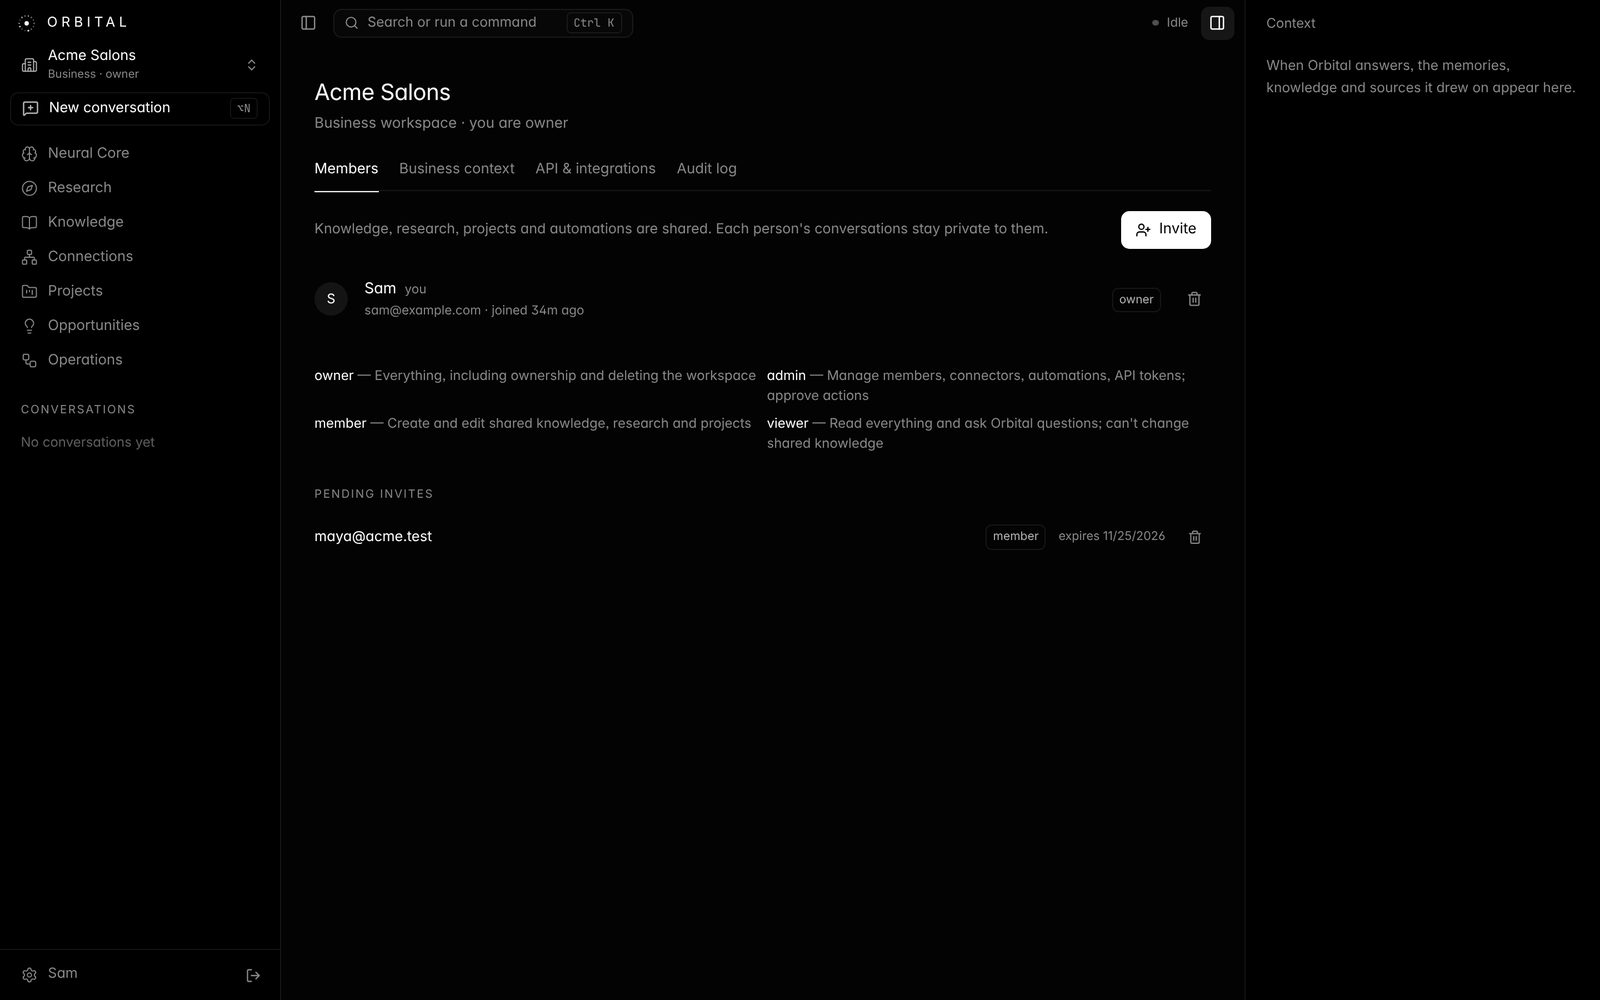 ORBITAL
Acme Salons
Business · owner
New conversation
⌥N
Neural Core
Research
Knowledge
Connections
Projects
Opportunities
Operations
CONVERSATIONS
No conversations yet
Sam
Search or run a command
Ctrl K
Idle
Acme Salons
Business workspace · you are owner
Members
Business context
API & integrations
Audit log
Knowledge, research, projects and automations are shared. Each person's conversations stay private to them.
Invite
S
Sam you
sam@example.com · joined 34m ago
owner
owner — Everything, including ownership and deleting the workspace
admin — Manage members, connectors, automations, API tokens;
approve actions
member — Create and edit shared knowledge, research and projects
viewer — Read everything and ask Orbital questions; can't change
shared knowledge
PENDING INVITES
maya@acme.test
member
expires 11/25/2026
Context
When Orbital answers, the memories,
knowledge and sources it drew on appear here.